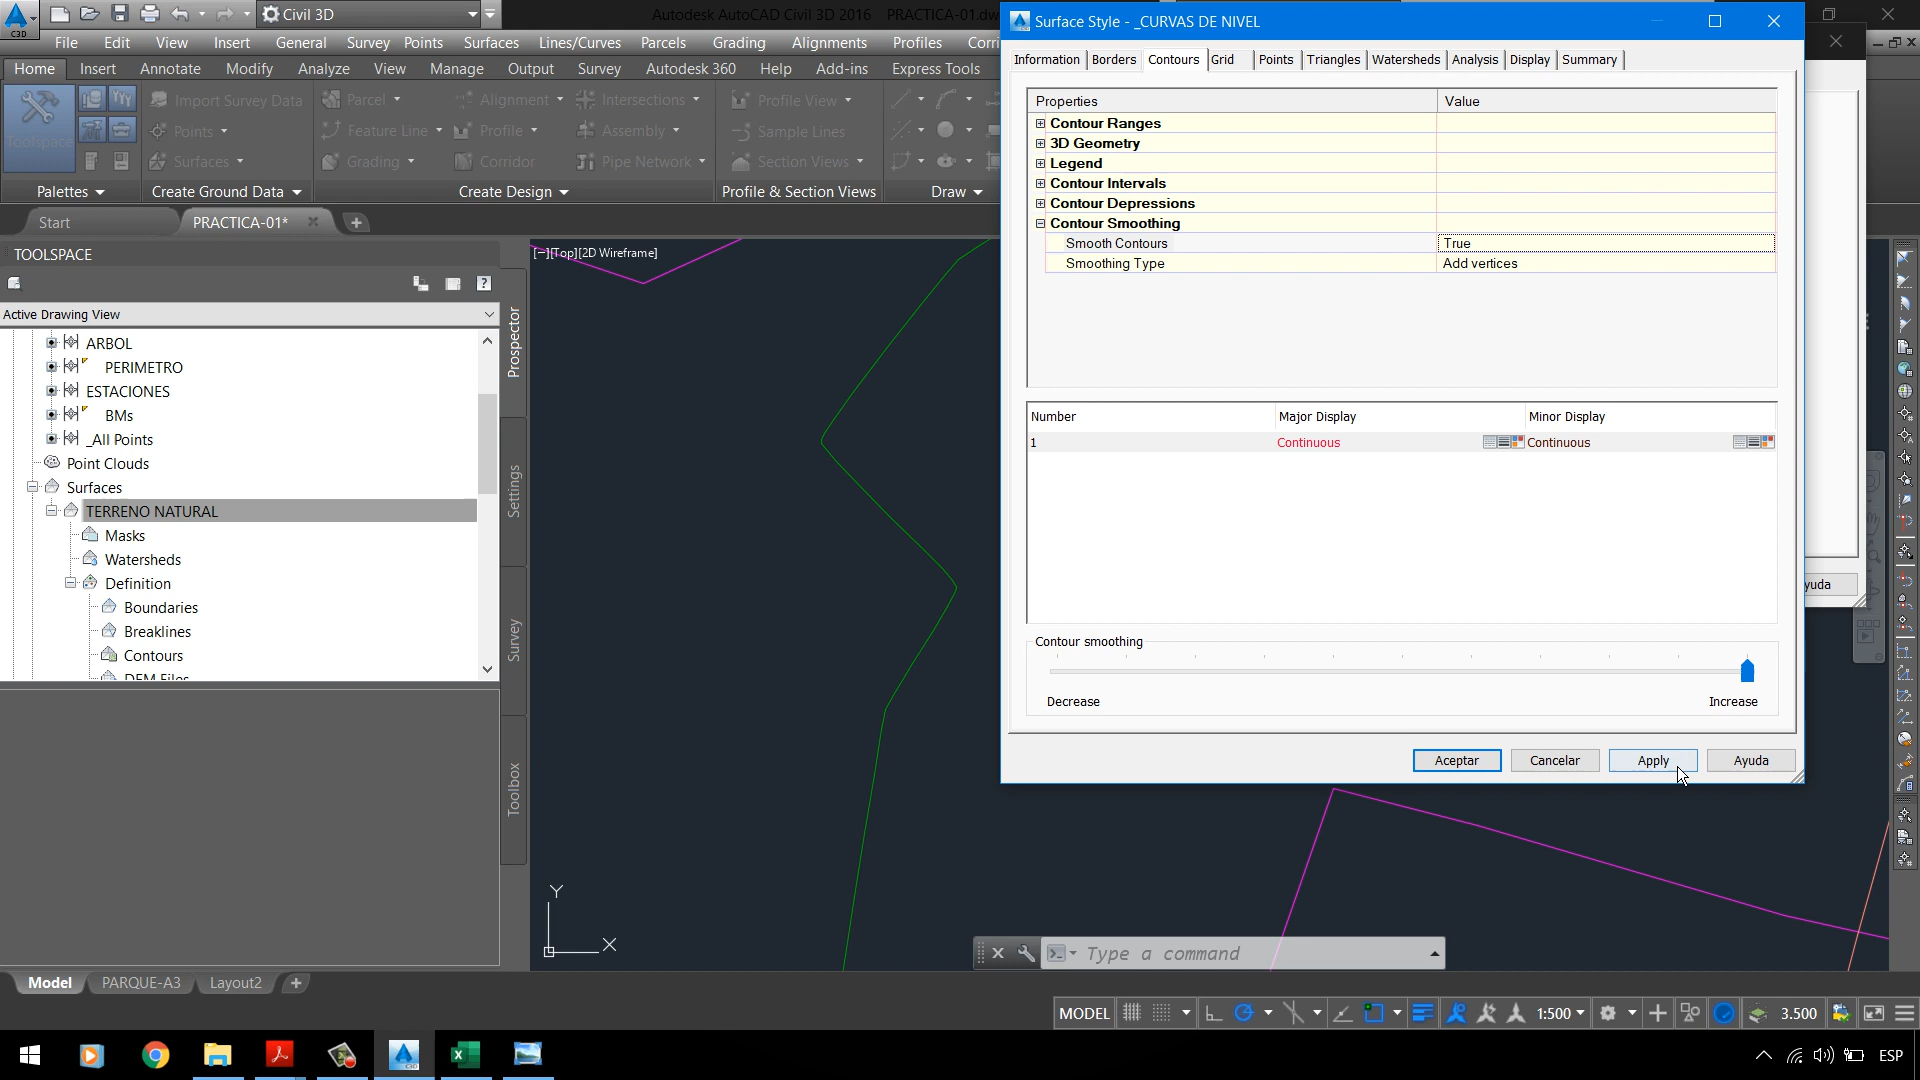 C3D
Civil 3D
Autodesk AutoCAD Civil 3D 2016 PRACTICA-01.dw
File Edit View Insert General Survey Points Surfaces Lines/Curves Parcels Grading Alignments Profiles Corri
Home Insert Annotate Modify Analyze View Manage Output Survey Autodesk 360 Help Add-ins Express Tools
Toolspace
Import Survey Data
Points
Surfaces
Parcel
Feature Line
Grading
Alignment
Profile
Corridor
Intersections
Assembly
Pipe Network
Profile View
Sample Lines
Section Views
Palettes
Create Ground Data
Create Design
Profile & Section Views
Draw
Start
PRACTICA-01*
TOOLSPACE
Active Drawing View
ARBOL
PERIMETRO
ESTACIONES
BMs
_All Points
Point Clouds
Surfaces
TERRENO NATURAL
Masks
Watersheds
Definition
Boundaries
Breaklines
Contours
DEM Files
Prospector
Settings
Survey
Toolbox
[−][Top][2D Wireframe]
Y
X
Surface Style - _CURVAS DE NIVEL
Information Borders Contours Grid Points Triangles Watersheds Analysis Display Summary
Properties Value
Contour Ranges
3D Geometry
Legend
Contour Intervals
Contour Depressions
Contour Smoothing
Smooth Contours True
Smoothing Type Add vertices
Number Major Display Minor Display
1 Continuous Continuous
Contour smoothing
Decrease Increase
Aceptar Cancelar Apply Ayuda
yuda
Type a command
Model PARQUE-A3 Layout2
MODEL 1:500 3.500
ESP